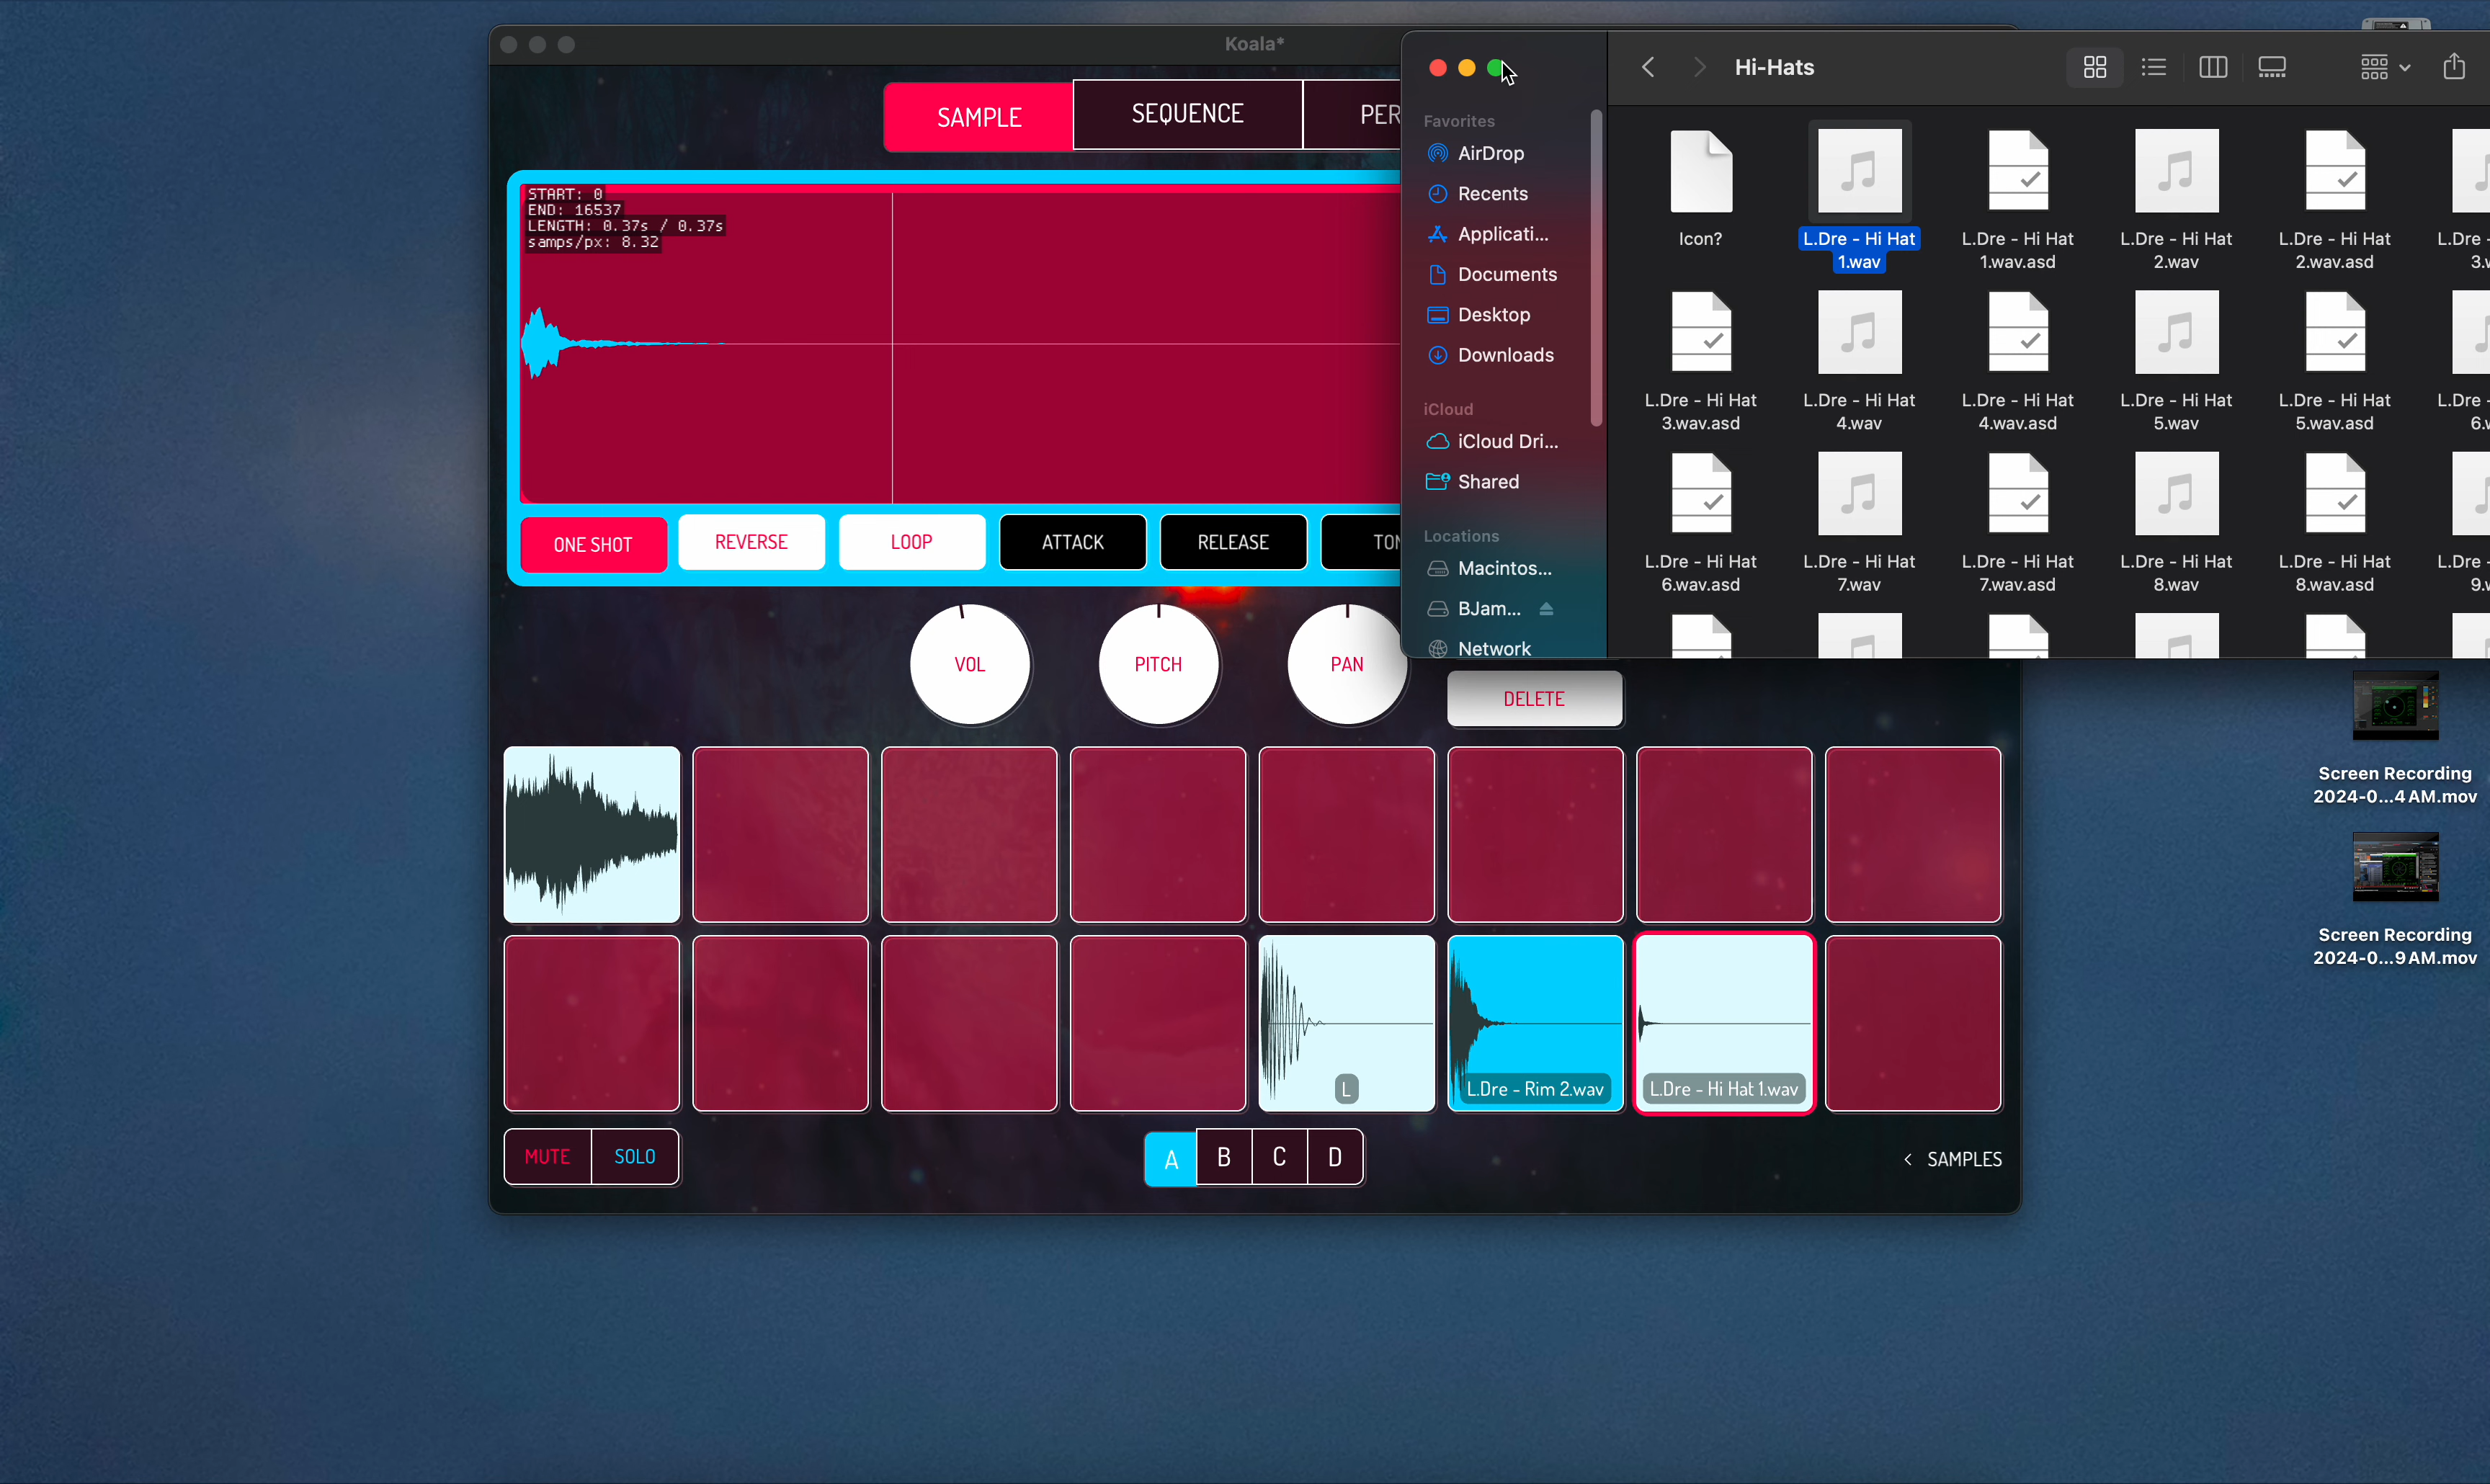 Koala*
SAMPLE
SEQUENCE
PER
START: 0
END: 16537
LENGTH: 0.37s / 0.37s
samps/px: 8.32
ONE SHOT
REVERSE
LOOP
ATTACK
RELEASE
TON
VOL
PITCH
PAN
DELETE
L
L.Dre - Rim 2.wav
L.Dre - Hi Hat 1.wav
MUTE
SOLO
A
B
C
D
< SAMPLES
Favorites
AirDrop
Recents
Applicati...
Documents
Desktop
Downloads
iCloud
iCloud Dri...
Shared
Locations
Macintos...
BJam...
Network
Hi-Hats
Icon?
L.Dre - Hi Hat
1.wav
L.Dre - Hi Hat
1.wav.asd
L.Dre - Hi Hat
2.wav
L.Dre - Hi Hat
2.wav.asd
L.Dre -
3.w
L.Dre - Hi Hat
3.wav.asd
L.Dre - Hi Hat
4.wav
L.Dre - Hi Hat
4.wav.asd
L.Dre - Hi Hat
5.wav
L.Dre - Hi Hat
5.wav.asd
L.Dre -
6.w
L.Dre - Hi Hat
6.wav.asd
L.Dre - Hi Hat
7.wav
L.Dre - Hi Hat
7.wav.asd
L.Dre - Hi Hat
8.wav
L.Dre - Hi Hat
8.wav.asd
L.Dre -
9.w
Screen Recording
2024-0...4 AM.mov
Screen Recording
2024-0...9 AM.mov